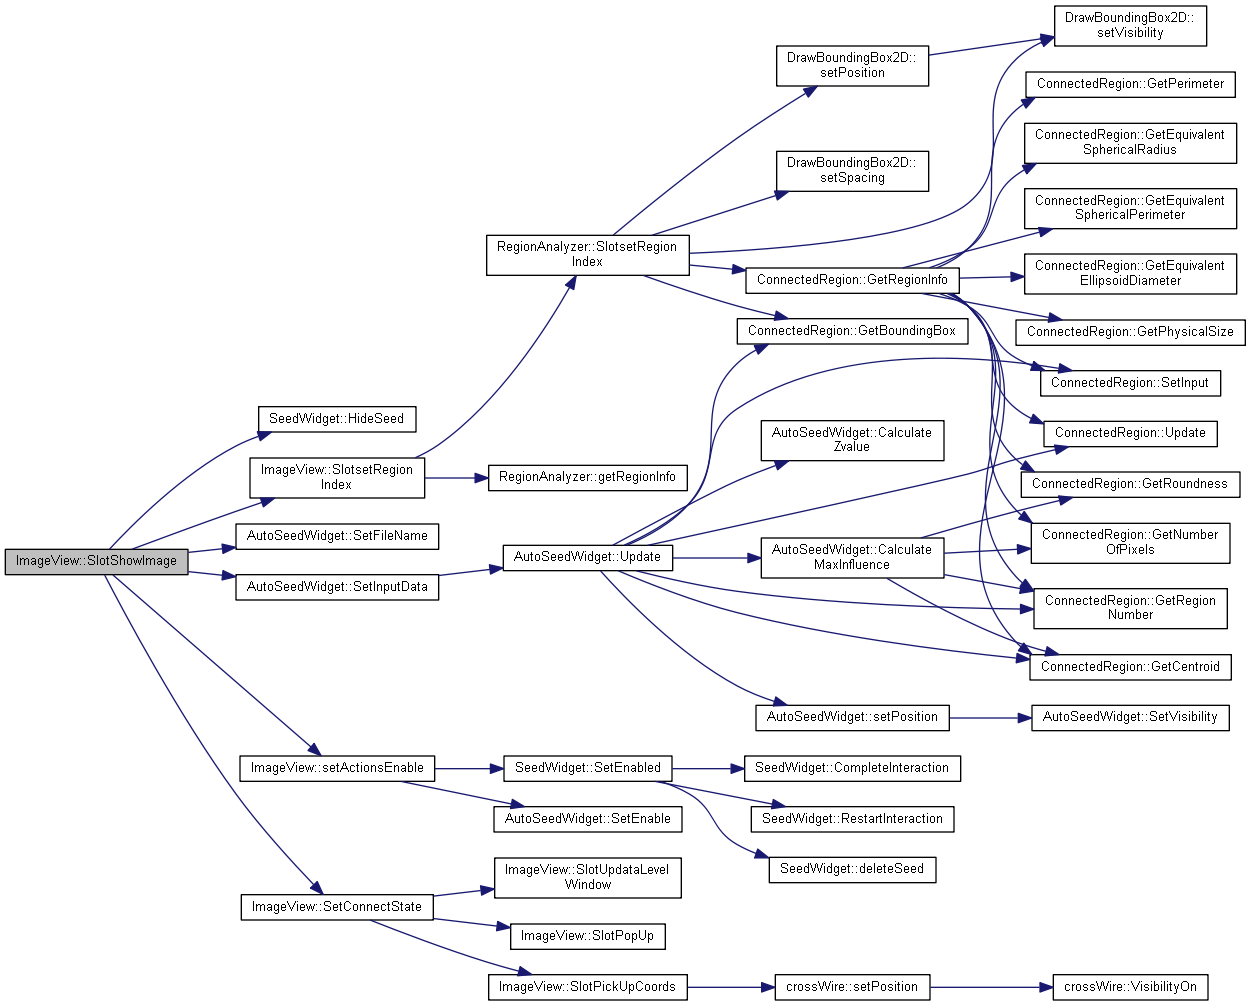 DrawBoundingBox2D::
setVisibility
DrawBoundingBox2D::
setPosition
ConnectedRegion::GetPerimeter
ConnectedRegion::GetEquivalent
SphericalRadius
DrawBoundingBox2D::
setSpacing
ConnectedRegion::GetEquivalent
SphericalPerimeter
RegionAnalyzer::SlotsetRegion
Index
ConnectedRegion::GetRegionInfo
ConnectedRegion::GetEquivalent
EllipsoidDiameter
ConnectedRegion::GetBoundingBox
ConnectedRegion::GetPhysicalSize
ConnectedRegion::SetInput
SeedWidget::HideSeed
AutoSeedWidget::Calculate
Zvalue
ConnectedRegion::Update
ImageView::SlotsetRegion
Index
RegionAnalyzer::getRegionInfo
ConnectedRegion::GetRoundness
AutoSeedWidget::SetFileName
ConnectedRegion::GetNumber
OfPixels
ImageView::SlotShowImage
AutoSeedWidget::Update
AutoSeedWidget::Calculate
MaxInfluence
AutoSeedWidget::SetInputData
ConnectedRegion::GetRegion
Number
ConnectedRegion::GetCentroid
AutoSeedWidget::setPosition
AutoSeedWidget::SetVisibility
ImageView::setActionsEnable
SeedWidget::SetEnabled
SeedWidget::CompleteInteraction
AutoSeedWidget::SetEnable
SeedWidget::RestartInteraction
SeedWidget::deleteSeed
ImageView::SlotUpdataLevel
Window
ImageView::SetConnectState
ImageView::SlotPopUp
ImageView::SlotPickUpCoords
crossWire::setPosition
crossWire::VisibilityOn